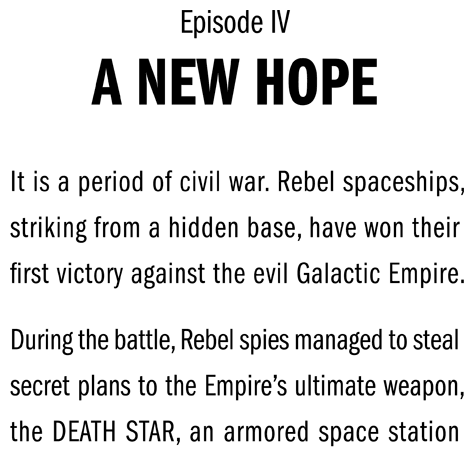 Episode IV
A NEW HOPE
It is a period of civil war. Rebel spaceships,
striking from a hidden base, have won their
first victory against the evil Galactic Empire.
During the battle, Rebel spies managed to steal
secret plans to the Empire’s ultimate weapon,
the DEATH STAR, an armored space station